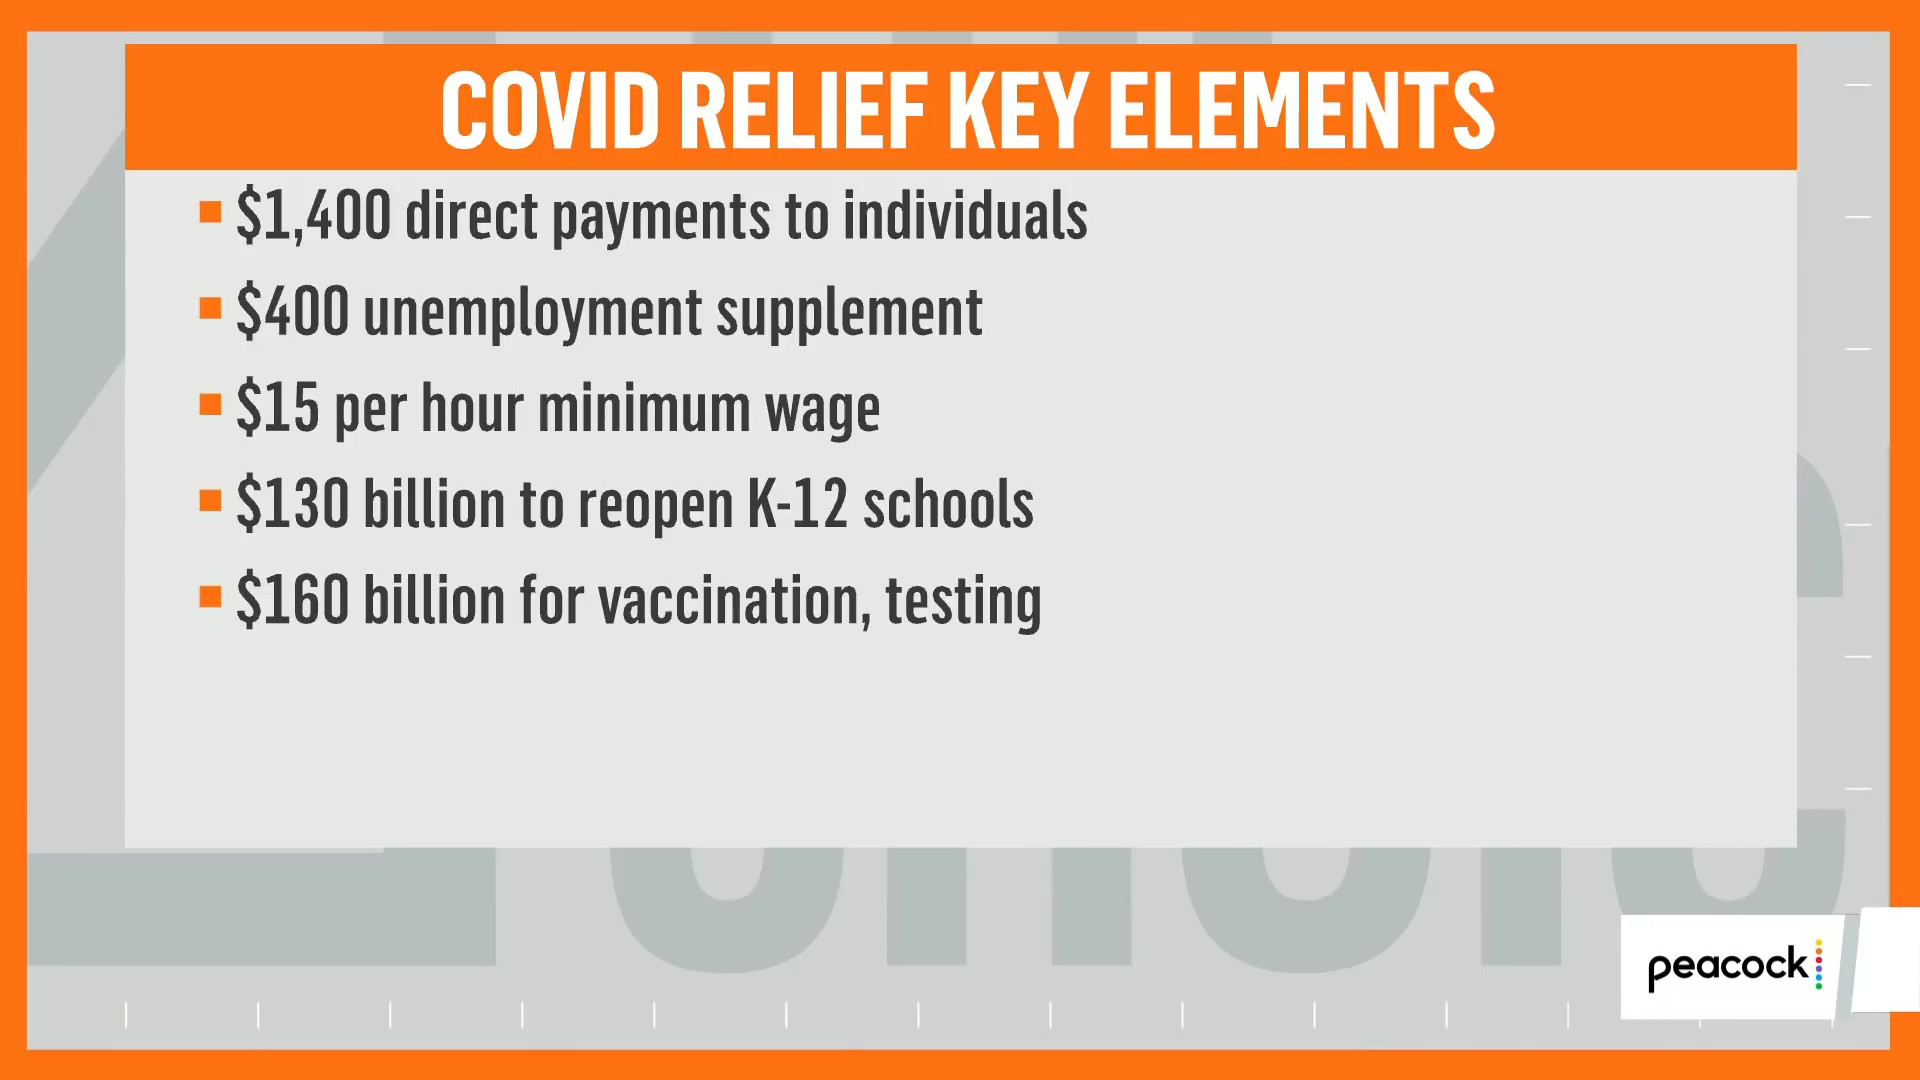 COVID RELIEF KEY ELEMENTS
$1,400 direct payments to individuals
$400 unemployment supplement
$15 per hour minimum wage
$130 billion to reopen K-12 schools
$160 billion for vaccination, testing
peacock